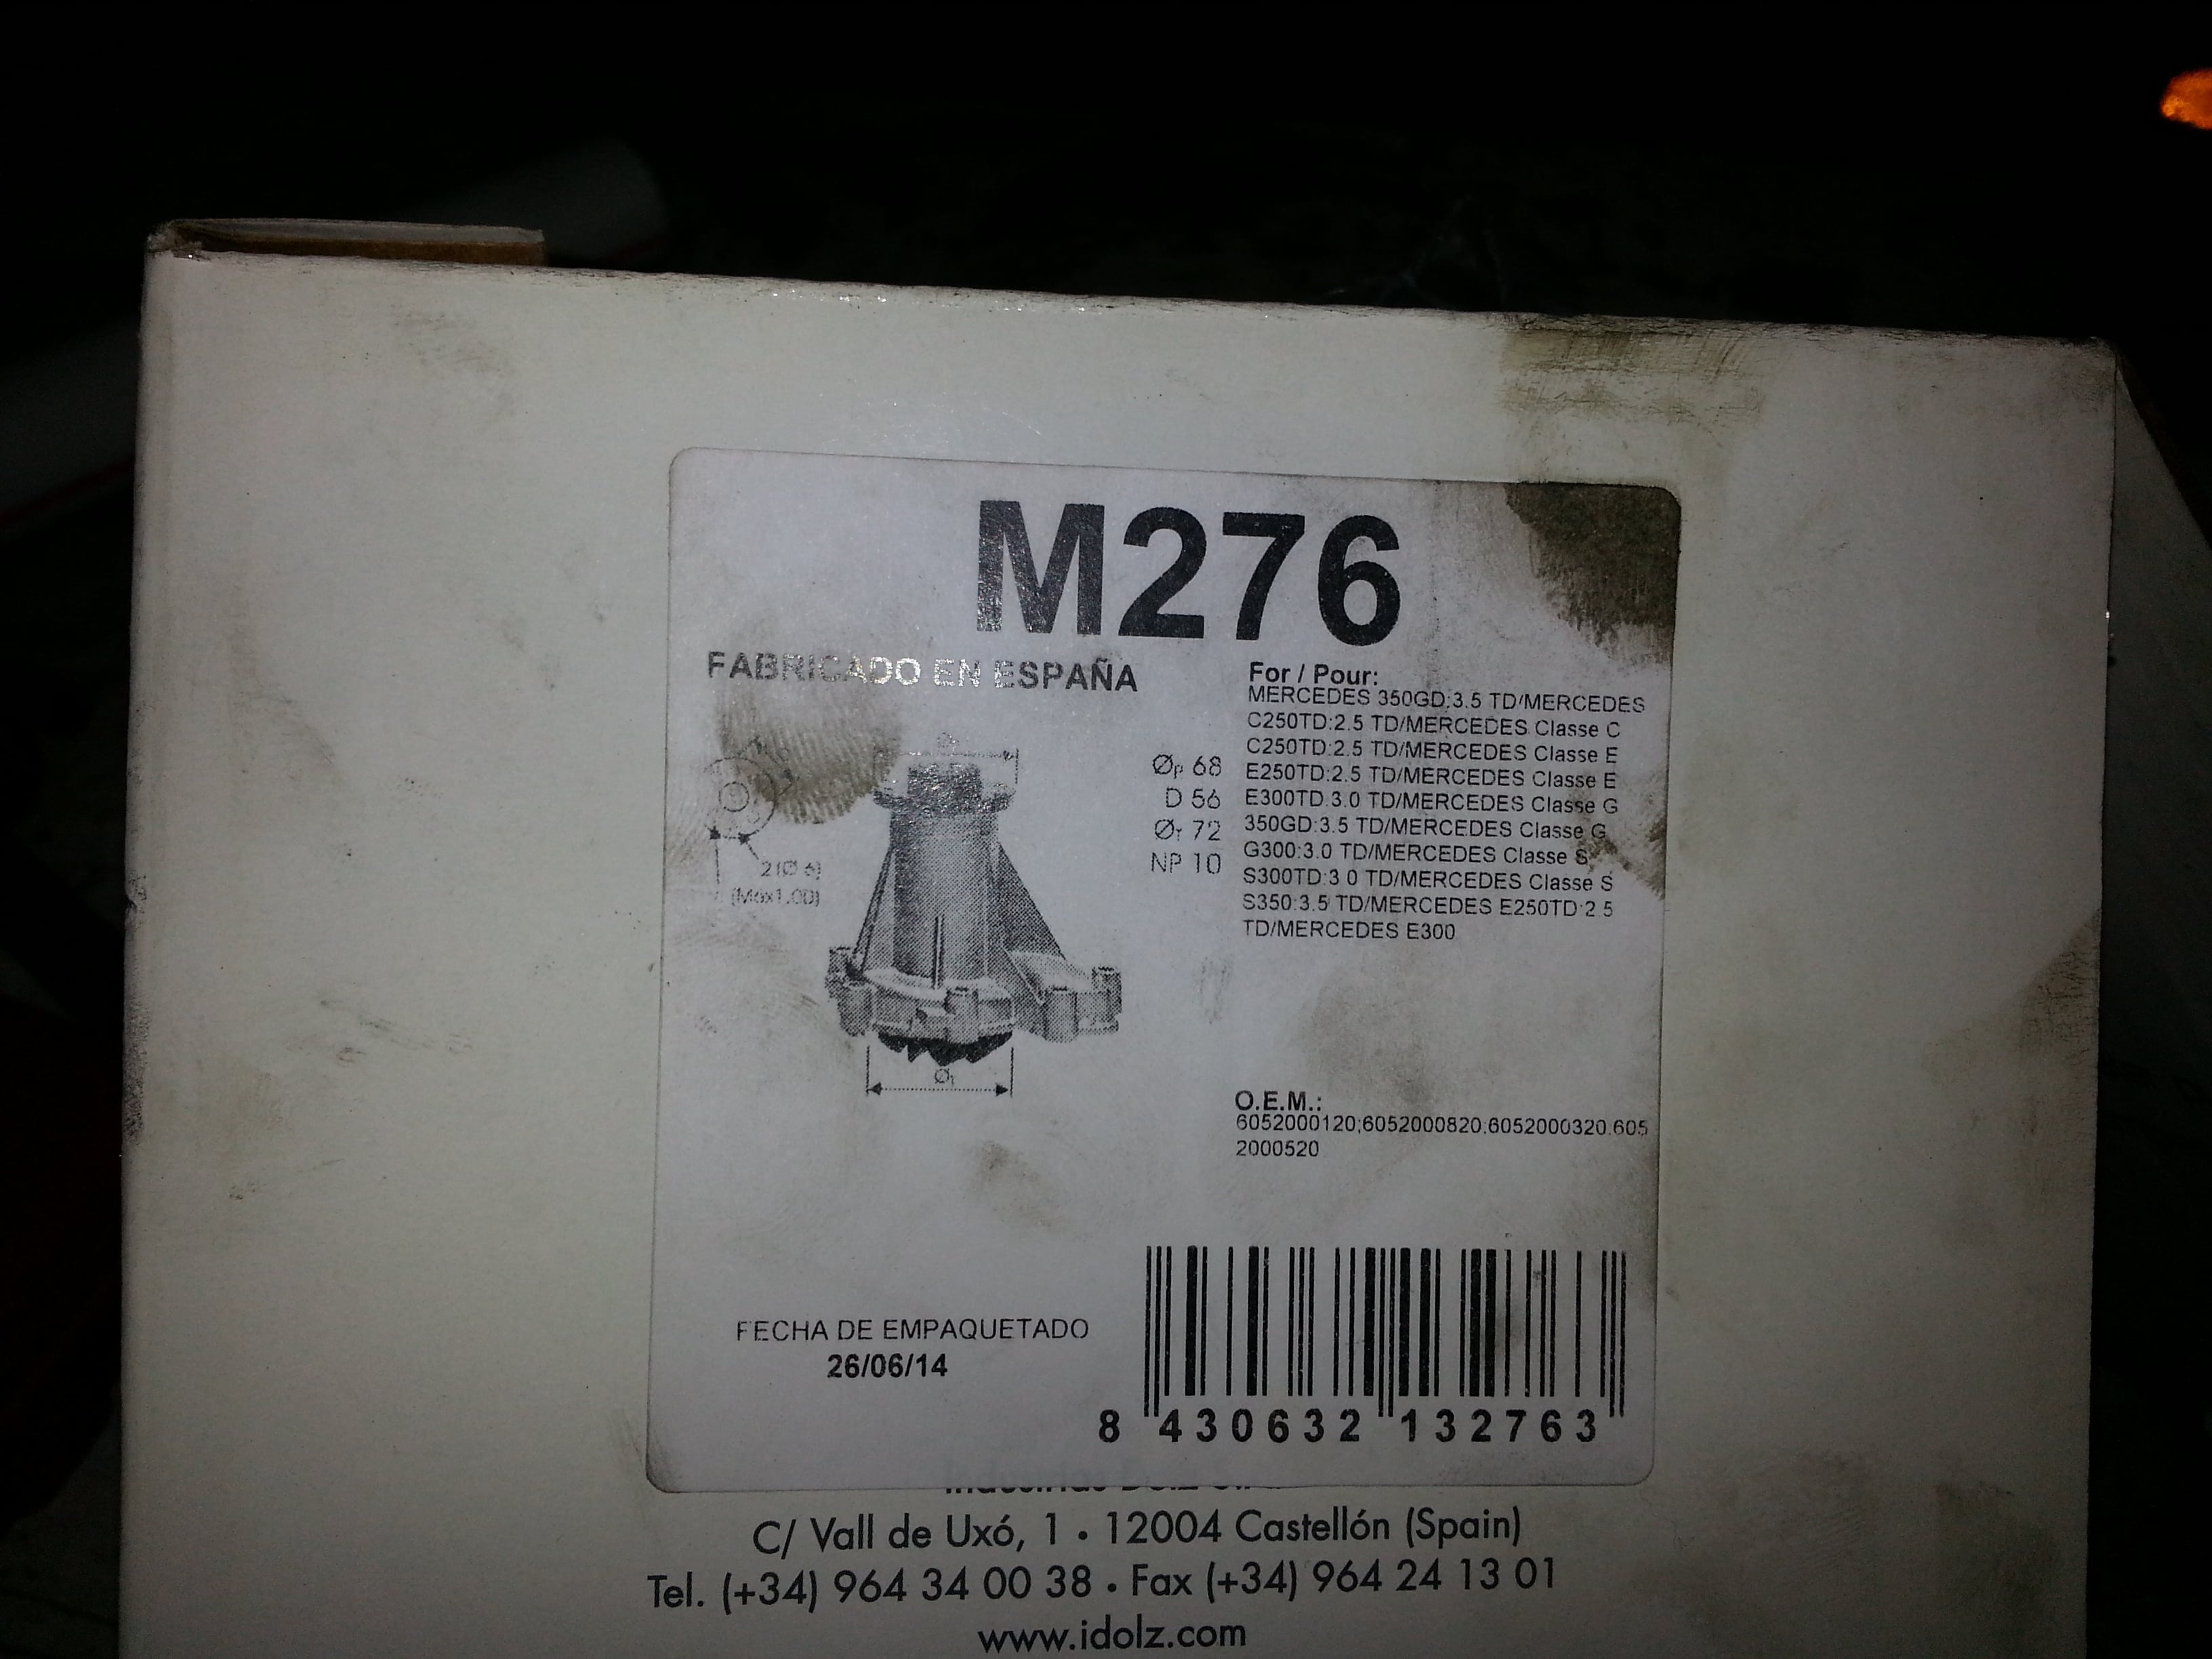 M276
FABRICADO EN ESPAÑA
For / Pour:
MERCEDES 350GD:3.5 TD/MERCEDES
C250TD:2.5 TD/MERCEDES Classe C
C250TD:2.5 TD/MERCEDES Classe E
E250TD:2.5 TD/MERCEDES Classe E
E300TD:3.0 TD/MERCEDES Classe G
350GD:3.5 TD/MERCEDES Classe G
G300:3.0 TD/MERCEDES Classe S
S300TD:3.0 TD/MERCEDES Classe S
S350:3.5 TD/MERCEDES E250TD:2.5
TD/MERCEDES E300
Øp 68
D 56
Ør 72
NP 10
2(Ø 6)
(Max1.00)
O.E.M.:
6052000120;6052000820;6052000320;605
2000520
FECHA DE EMPAQUETADO
26/06/14
8 430632 132763
C/ Vall de Uxó, 1 • 12004 Castellón (Spain)
Tel. (+34) 964 34 00 38 • Fax (+34) 964 24 13 01
www.idolz.com